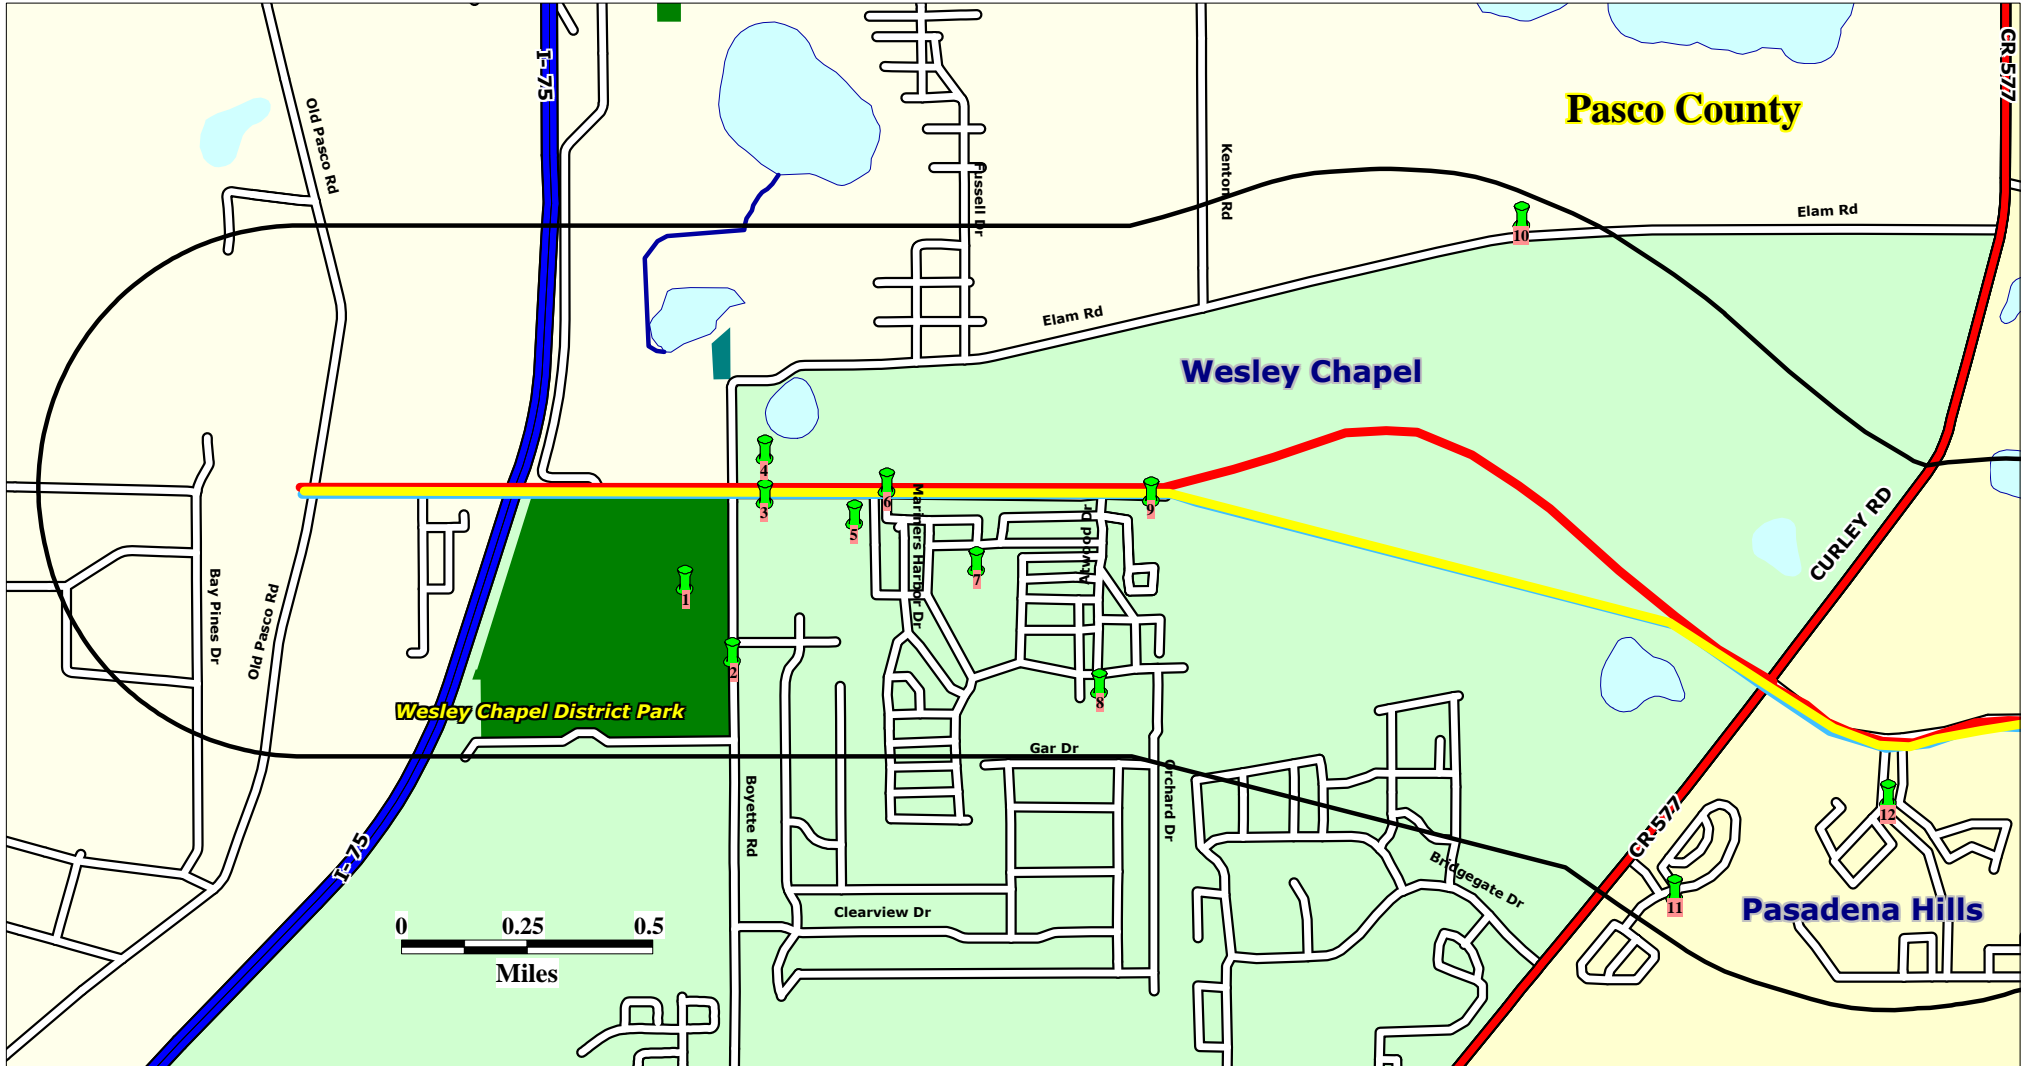 I- 75
CR 577
Pasco County
Old Pasco Rd
Kenton Rd
Fussell Dr
Elam Rd
10
Elam Rd
Wesley Chapel
4
3
6
9
5
Mariners Harbor Dr
Atwood Dr
CURLEY RD
7
1
Bay Pines Dr
Old Pasco Rd
2
8
Wesley Chapel District Park
Gar Dr
Orchard Dr
Boyette Rd
12
CR 577
I- 75
Bridgegate Dr
11
Pasadena Hills
Clearview Dr
0 0.25 0.5
Miles